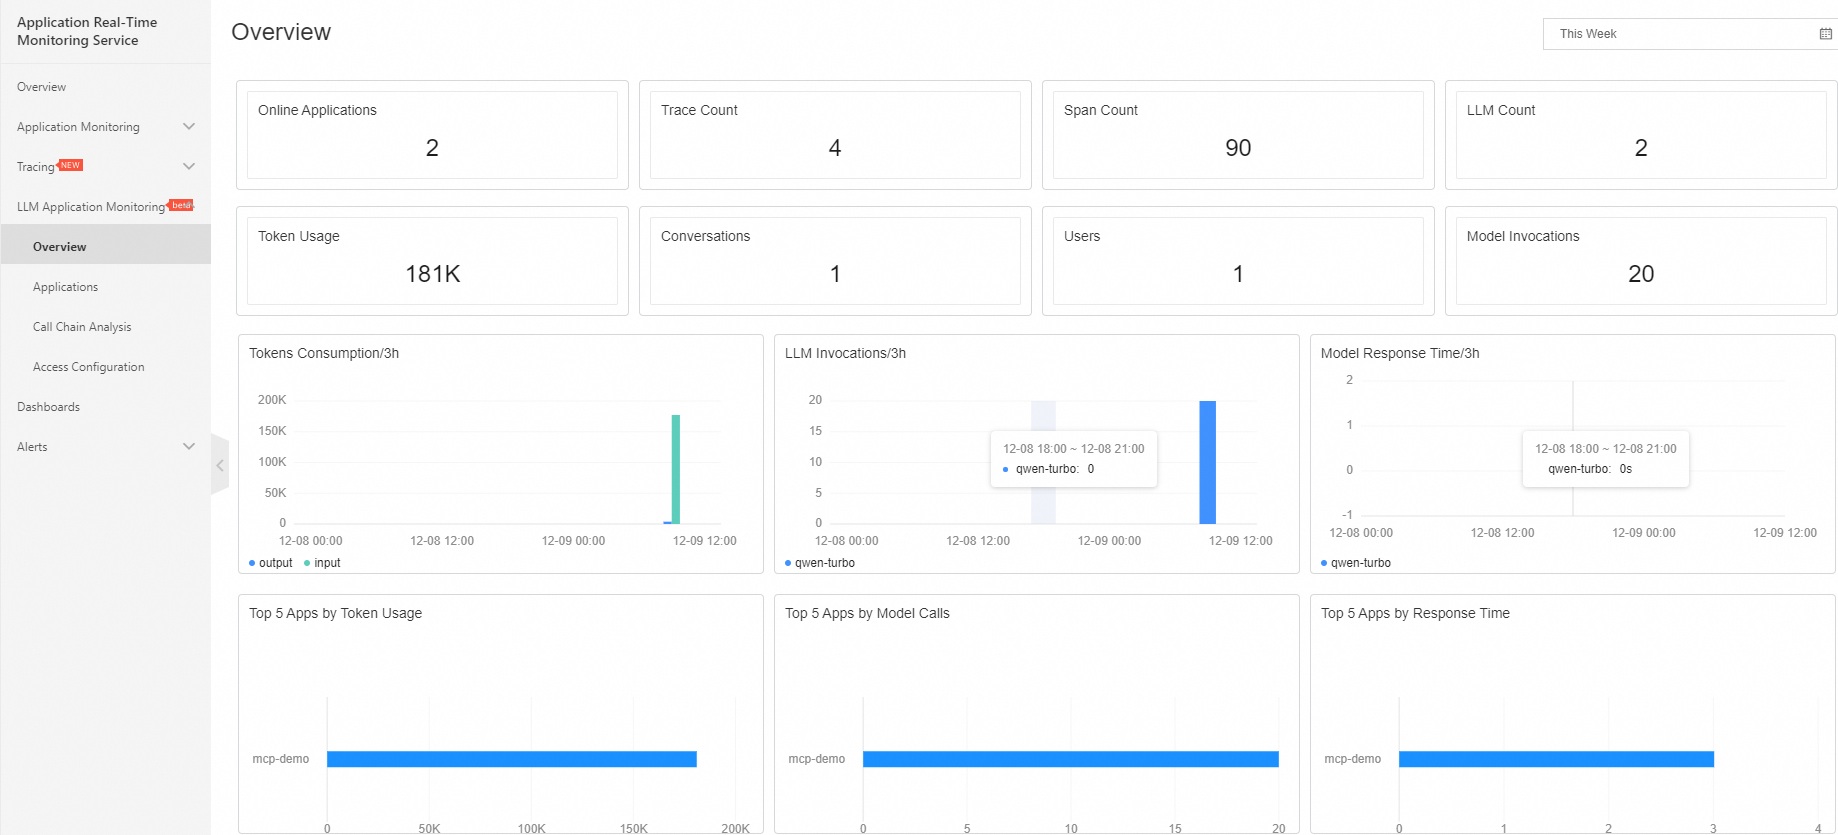 Application Real-Time
Monitoring Service
Overview
Application Monitoring
Tracing NEW
LLM Application Monitoring beta
Overview
Applications
Call Chain Analysis
Access Configuration
Dashboards
Alerts
Overview
This Week
Online Applications
2
Trace Count
4
Span Count
90
LLM Count
2
Token Usage
181K
Conversations
1
Users
1
Model Invocations
20
Tokens Consumption/3h
200K
150K
100K
50K
0
12-08 00:00 12-08 12:00 12-09 00:00 12-09 12:00
output input
LLM Invocations/3h
20
15
10
5
0
12-08 18:00 ~ 12-08 21:00
qwen-turbo: 0
12-08 00:00 12-08 12:00 12-09 00:00 12-09 12:00
qwen-turbo
Model Response Time/3h
2
1
0
-1
12-08 18:00 ~ 12-08 21:00
qwen-turbo: 0s
12-08 00:00 12-08 12:00 12-09 00:00 12-09 12:00
qwen-turbo
Top 5 Apps by Token Usage
mcp-demo
0 50K 100K 150K 200K
Top 5 Apps by Model Calls
mcp-demo
0 5 10 15 20
Top 5 Apps by Response Time
mcp-demo
0 1 2 3 4